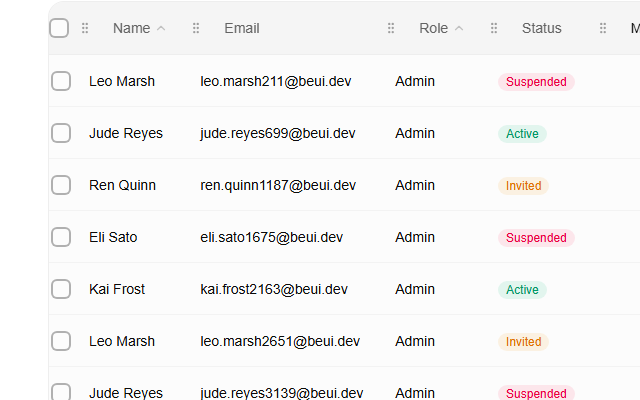 Name Email Role Status M
Leo Marsh leo.marsh211@beui.dev Admin Suspended
Jude Reyes jude.reyes699@beui.dev Admin Active
Ren Quinn ren.quinn1187@beui.dev Admin Invited
Eli Sato eli.sato1675@beui.dev Admin Suspended
Kai Frost kai.frost2163@beui.dev Admin Active
Leo Marsh leo.marsh2651@beui.dev Admin Invited
Jude Reyes jude.reyes3139@beui.dev Admin Suspended